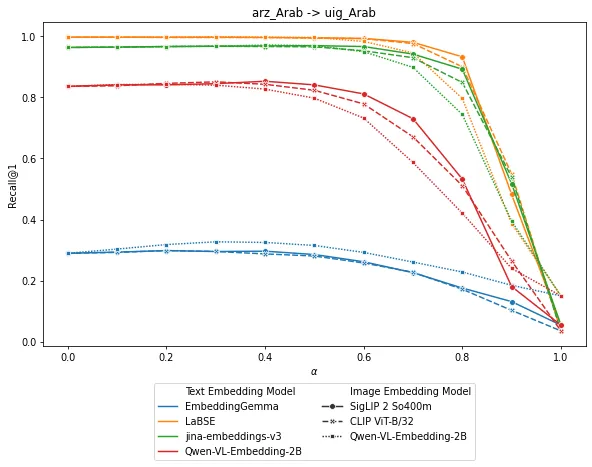 arz_Arab -> uig_Arab
Recall@1
1.0
0.8
0.6
0.4
0.2
0.0
0.0 0.2 0.4 0.6 0.8 1.0
α
Text Embedding Model
EmbeddingGemma
LaBSE
jina-embeddings-v3
Qwen-VL-Embedding-2B
Image Embedding Model
SigLIP 2 So400m
CLIP ViT-B/32
Qwen-VL-Embedding-2B